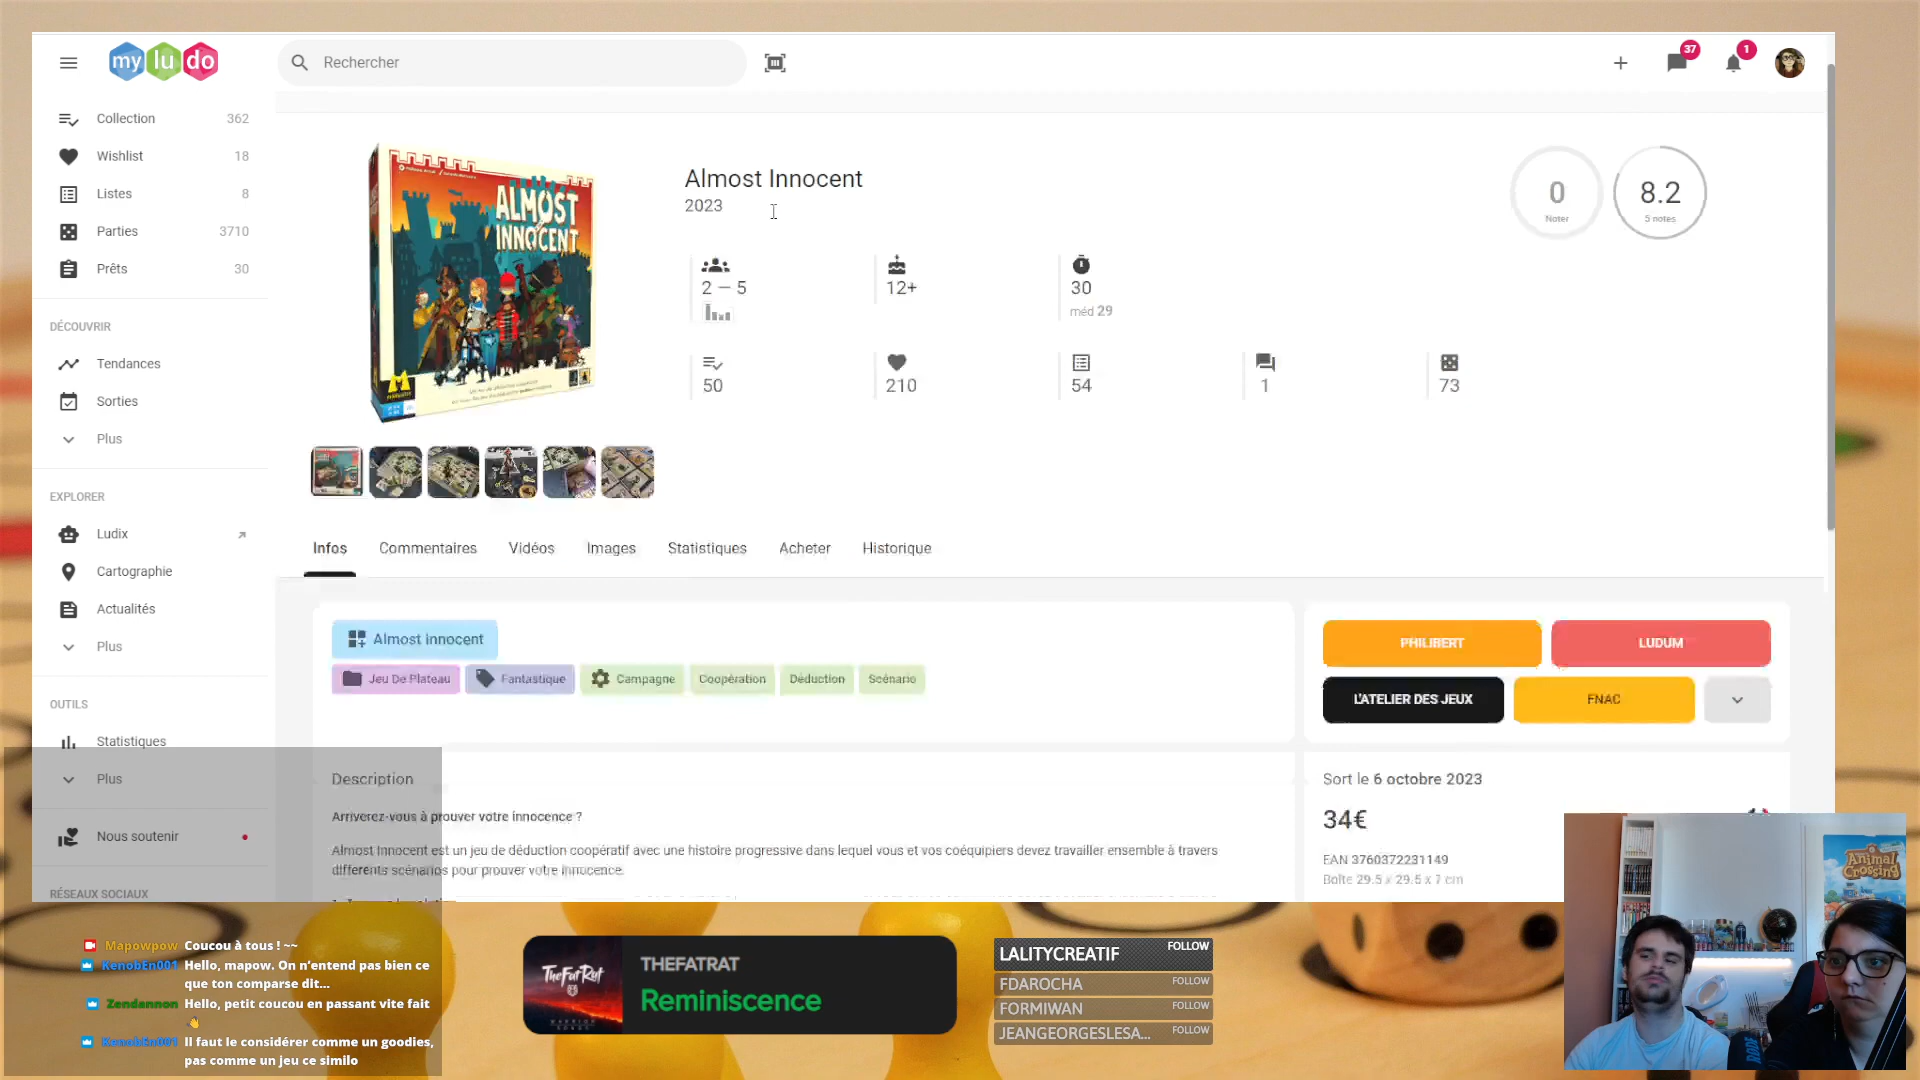 my lu do
Rechercher
37
1
Collection 362
Wishlist 18
Listes 8
Parties 3710
Prêts 30
DÉCOUVRIR
Tendances
Sorties
Plus
EXPLORER
Ludix
Cartographie
Actualités
Plus
OUTILS
Statistiques
Plus
Nous soutenir
RÉSEAUX SOCIAUX
ALMOST
INNOCENT
Almost Innocent
2023
0
Noter
8.2
5 notes
2 — 5
12+
30
méd 29
50
210
54
1
73
Infos Commentaires Vidéos Images Statistiques Acheter Historique
Almost innocent
Jeu De Plateau Fantastique Campagne Coopération Déduction Scénario
PHILIBERT LUDUM
L'ATELIER DES JEUX FNAC
Description
Arriverez-vous à prouver votre innocence ?
Almost Innocent est un jeu de déduction coopératif avec une histoire progressive dans lequel vous et vos coéquipiers devez travailler ensemble à travers
différents scénarios pour prouver votre innocence.
Sort le 6 octobre 2023
34€
EAN 3760372231149
Boîte 29.5 x 29.5 x 7 cm
Mapowpow Coucou à tous ! ~~
KenobEn001 Hello, mapow. On n'entend pas bien ce
que ton comparse dit...
Zendannon Hello, petit coucou en passant vite fait
KenobEn001 Il faut le considérer comme un goodies,
pas comme un jeu ce similo
TheFatRat
THEFATRAT
Reminiscence
LALITYCREATIF FOLLOW
FDAROCHA FOLLOW
FORMIWAN FOLLOW
JEANGEORGESLESA... FOLLOW
Animal
Crossing